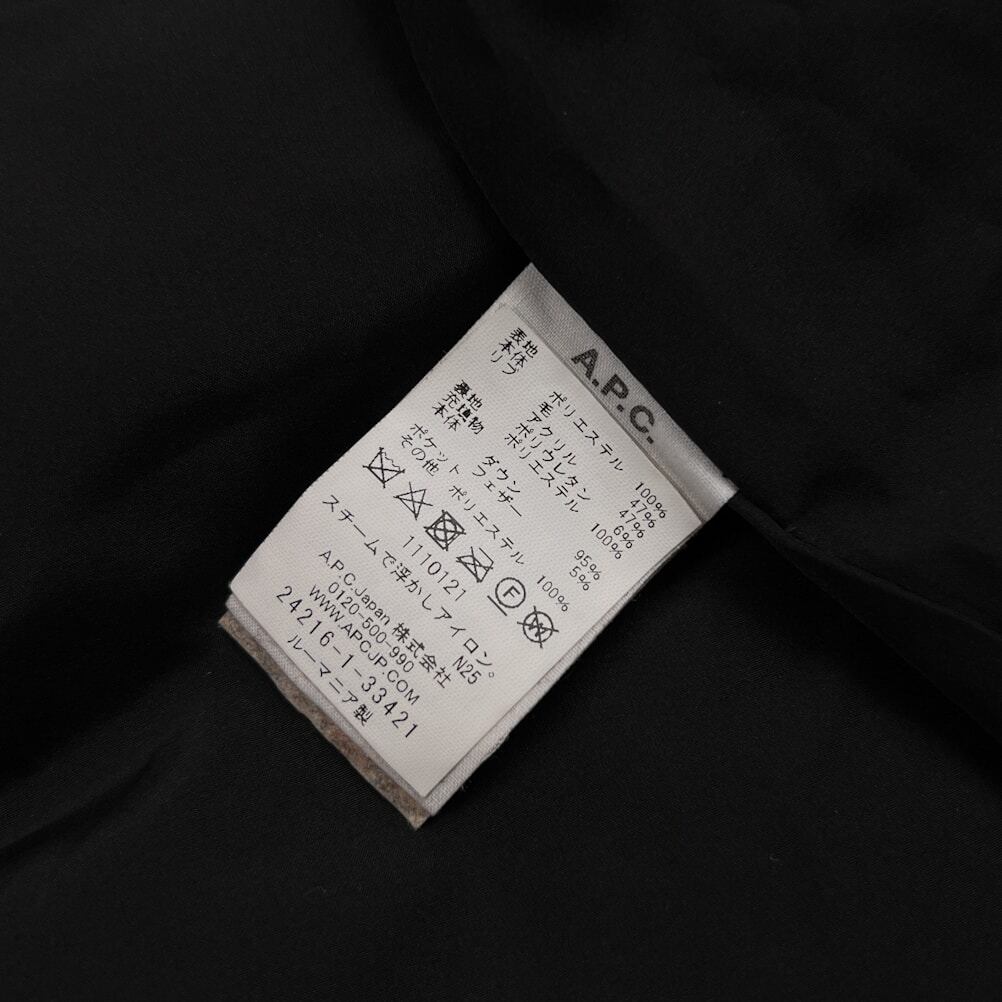 A.P.C.
表地
本体 ポリエステル 100%
リブ 毛 47%
アクリル 47%
ポリウレタン 6%
裏地 ポリエステル 100%
充填物
本体 ダウン 95%
フェザー 5%
ポケット
その他 ポリエステル 100%
F
W
1110121
スチームで浮かしアイロン。
N25
A.P.C.Japan 株式会社
0120-500-990
WWW.APCJP.COM
24216-1-33421
ルーマニア製